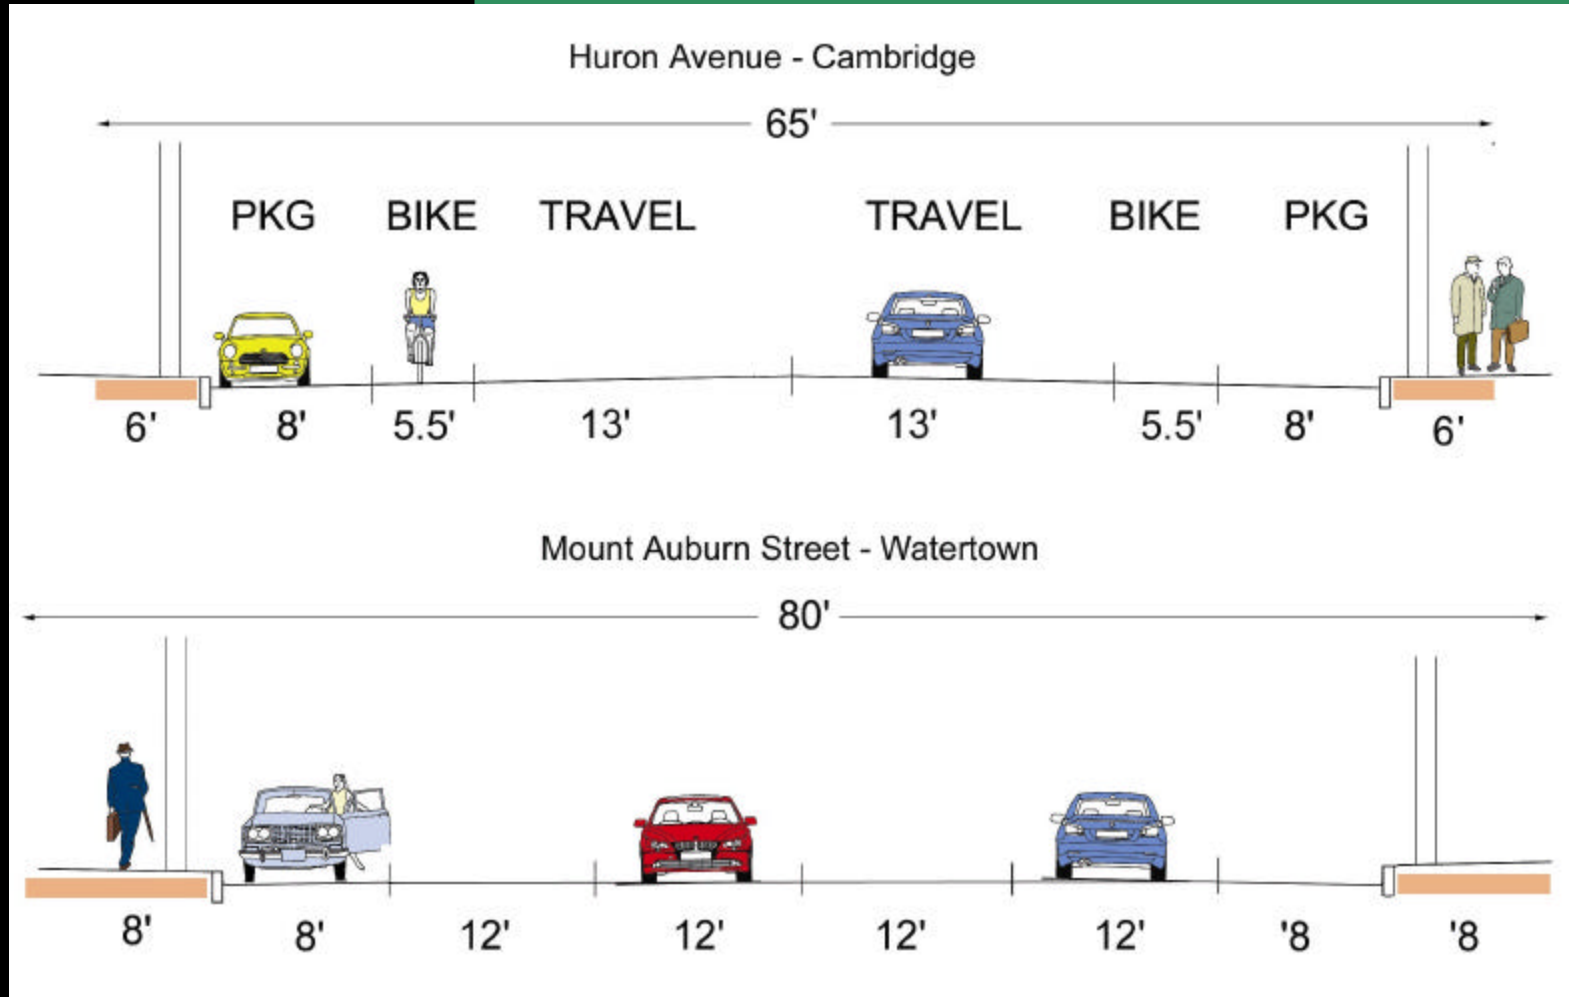 Huron Avenue - Cambridge
65'
PKG BIKE TRAVEL TRAVEL BIKE PKG
6' 8' 5.5' 13' 13' 5.5' 8' 6'
Mount Auburn Street - Watertown
80'
8' 8' 12' 12' 12' 12' '8 '8